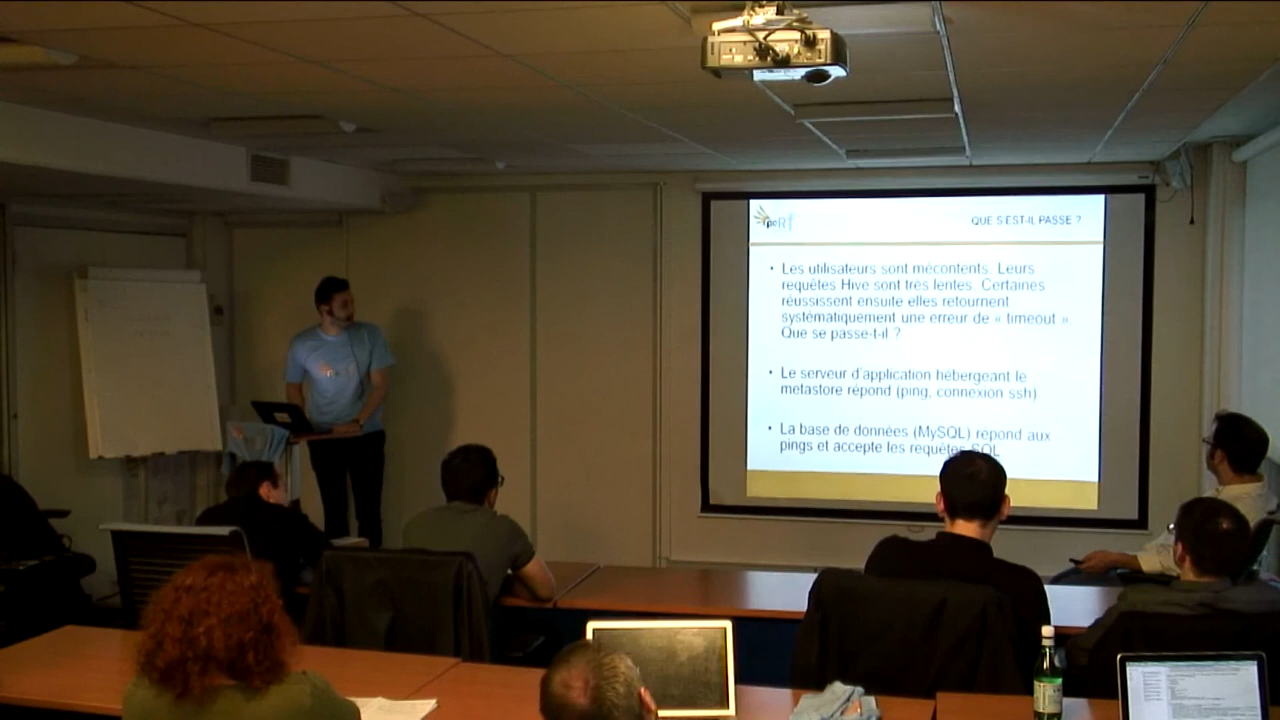 QUE S'EST-IL PASSE ?
• Les utilisateurs sont mécontents. Leurs
requêtes Hive sont très lentes. Certaines
réussissent ensuite elles retournent
systématiquement une erreur de « timeout »
Que se passe-t-il ?
• Le serveur d'application hébergeant le
metastore répond (ping, connexion ssh)
• La base de données (MySQL) répond aux
pings et accepte les requêtes SQL